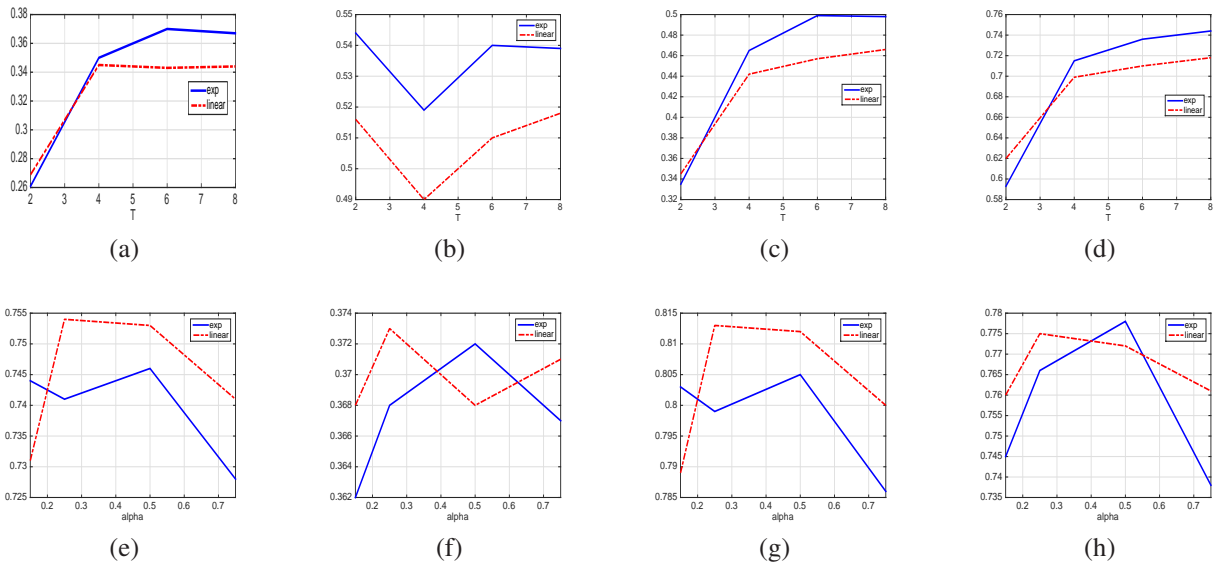 0.38
0.36
0.34
0.32
0.3
0.28
0.26
2 3 4 5 6 7 8
T
exp
linear
(a)
0.55
0.54
0.53
0.52
0.51
0.5
0.49
2 3 4 5 6 7 8
T
exp
linear
(b)
0.5
0.48
0.46
0.44
0.42
0.4
0.38
0.36
0.34
0.32
2 3 4 5 6 7 8
T
exp
linear
(c)
0.76
0.74
0.72
0.7
0.68
0.66
0.64
0.62
0.6
0.58
2 3 4 5 6 7 8
T
exp
linear
(d)
0.755
0.75
0.745
0.74
0.735
0.73
0.725
0.2 0.3 0.4 0.5 0.6 0.7
alpha
exp
linear
(e)
0.374
0.372
0.37
0.368
0.366
0.364
0.362
0.2 0.3 0.4 0.5 0.6 0.7
alpha
exp
linear
(f)
0.815
0.81
0.805
0.8
0.795
0.79
0.785
0.2 0.3 0.4 0.5 0.6 0.7
alpha
exp
linear
(g)
0.78
0.775
0.77
0.765
0.76
0.755
0.75
0.745
0.74
0.735
0.2 0.3 0.4 0.5 0.6 0.7
alpha
exp
linear
(h)